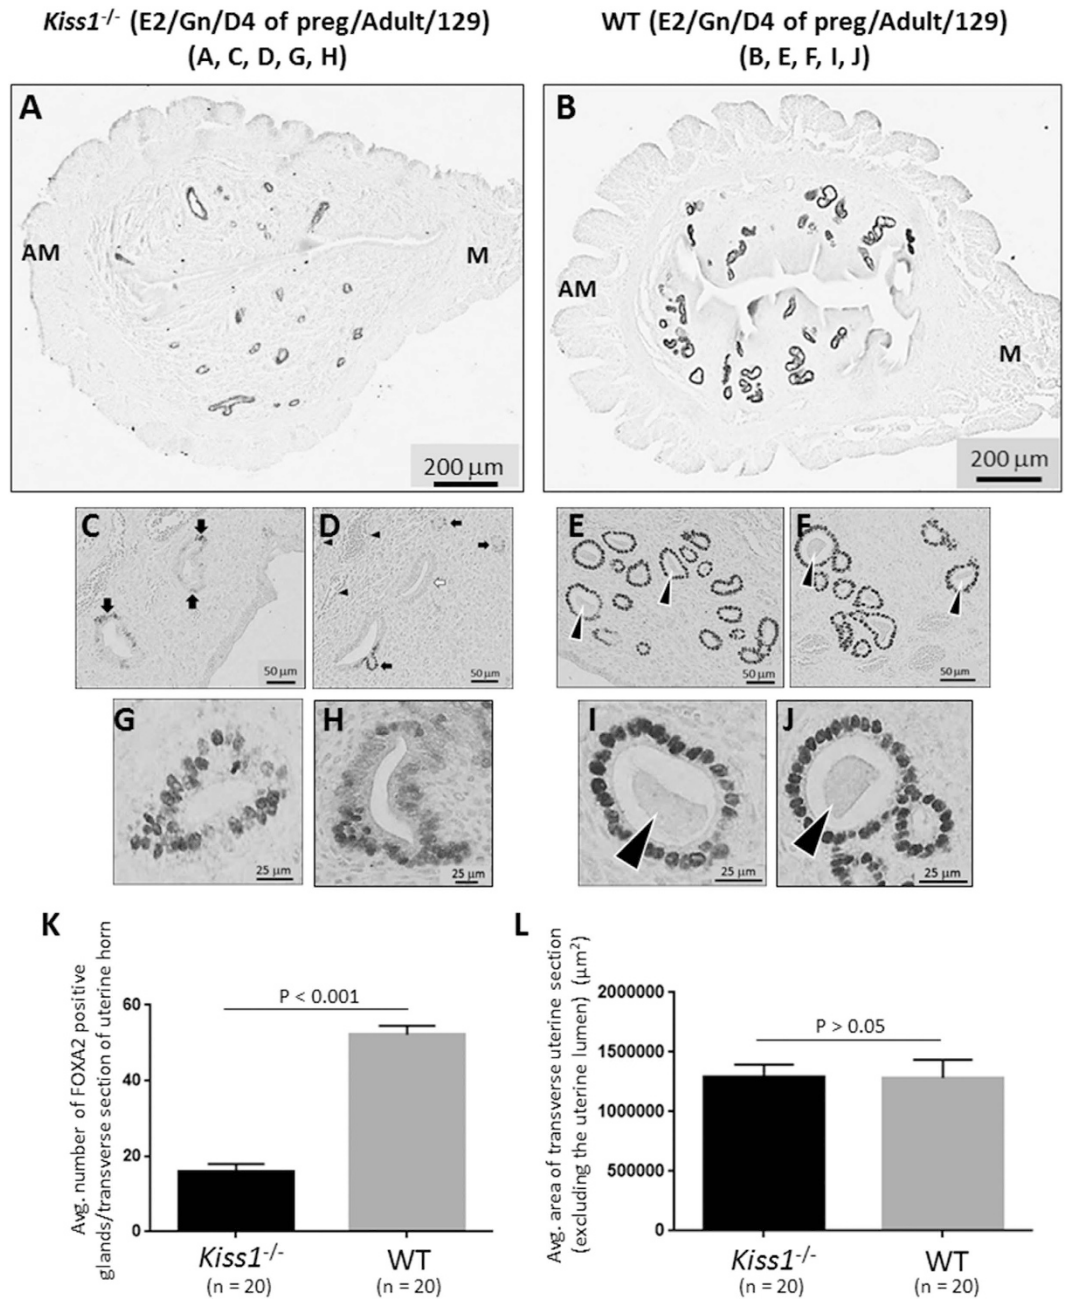 Kiss1-/- (E2/Gn/D4 of preg/Adult/129)
(A, C, D, G, H)
WT (E2/Gn/D4 of preg/Adult/129)
(B, E, F, I, J)
A
AM
M
200 µm
B
AM
M
200 µm
C
50 µm
D
50 µm
E
50 µm
F
50 µm
G
25 µm
H
25 µm
I
25 µm
J
25 µm
K
Avg. number of FOXA2 positive
glands/transverse section of uterine horn
60
40
20
0
P < 0.001
Kiss1-/-
(n = 20)
WT
(n = 20)
L
Avg. area of transverse uterine section
(excluding the uterine lumen) (µm2)
2000000
1500000
1000000
500000
0
P > 0.05
Kiss1-/-
(n = 20)
WT
(n = 20)